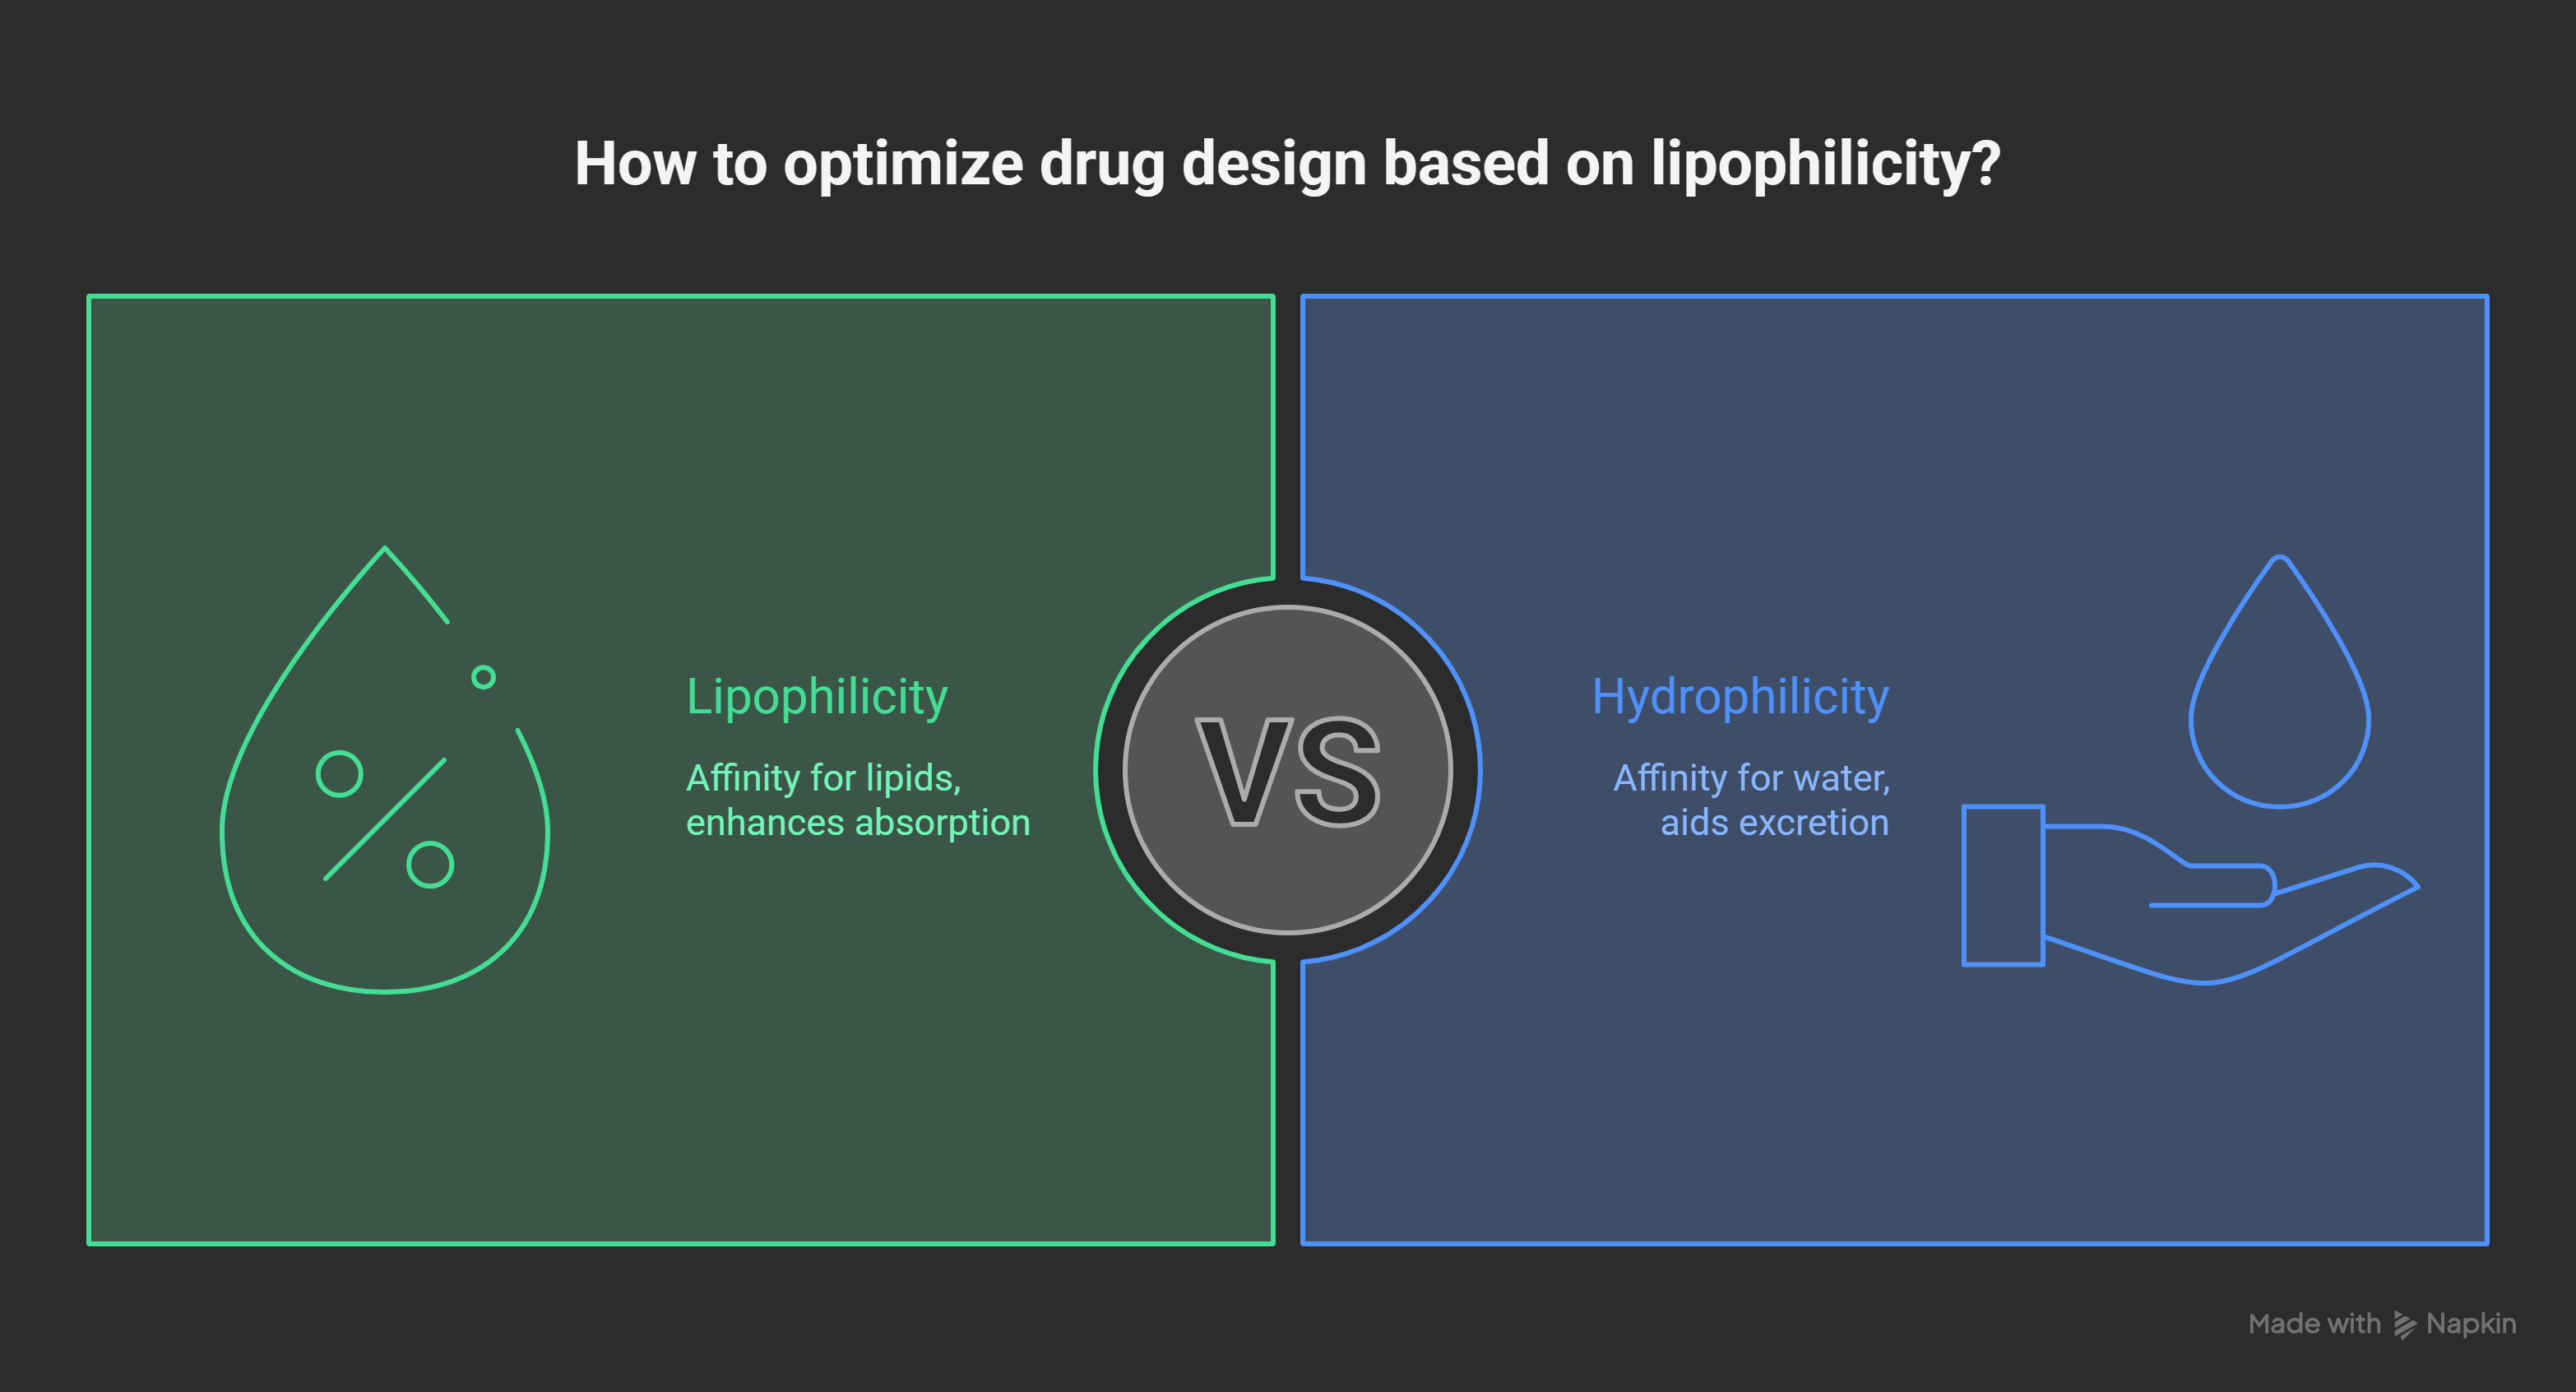 How to optimize drug design based on lipophilicity?
Lipophilicity
Affinity for lipids,
enhances absorption
VS
Hydrophilicity
Affinity for water,
aids excretion
%
Made with Napkin